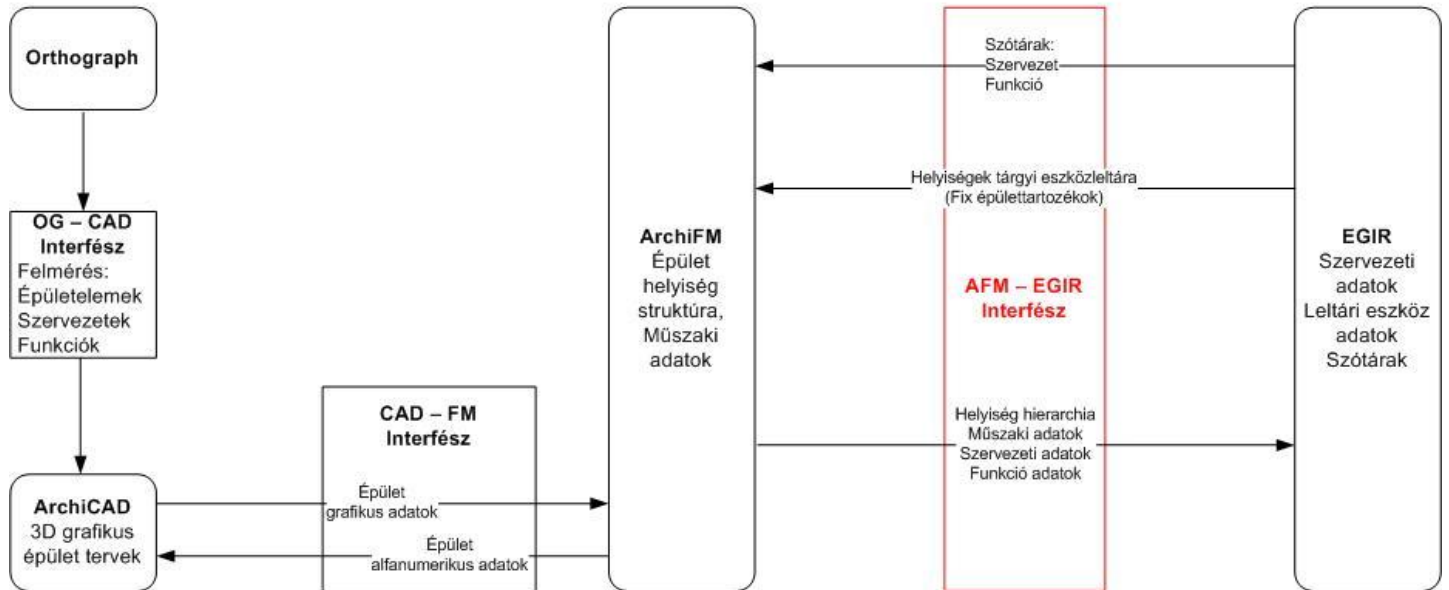 Orthograph
OG – CAD
Interfész
Felmérés:
Épületelemek
Szervezetek
Funkciók
ArchiCAD
3D grafikus
épület tervek
CAD – FM
Interfész
Épület
grafikus adatok
Épület
alfanumerikus adatok
ArchiFM
Épület
helyiség
struktúra,
Műszaki
adatok
Szótárak:
Szervezet
Funkció
Helyiségek tárgyi eszközleltára
(Fix épülettartozékok)
AFM – EGIR
Interfész
Helyiség hierarchia
Műszaki adatok
Szervezeti adatok
Funkció adatok
EGIR
Szervezeti
adatok
Leltári eszköz
adatok
Szótárak